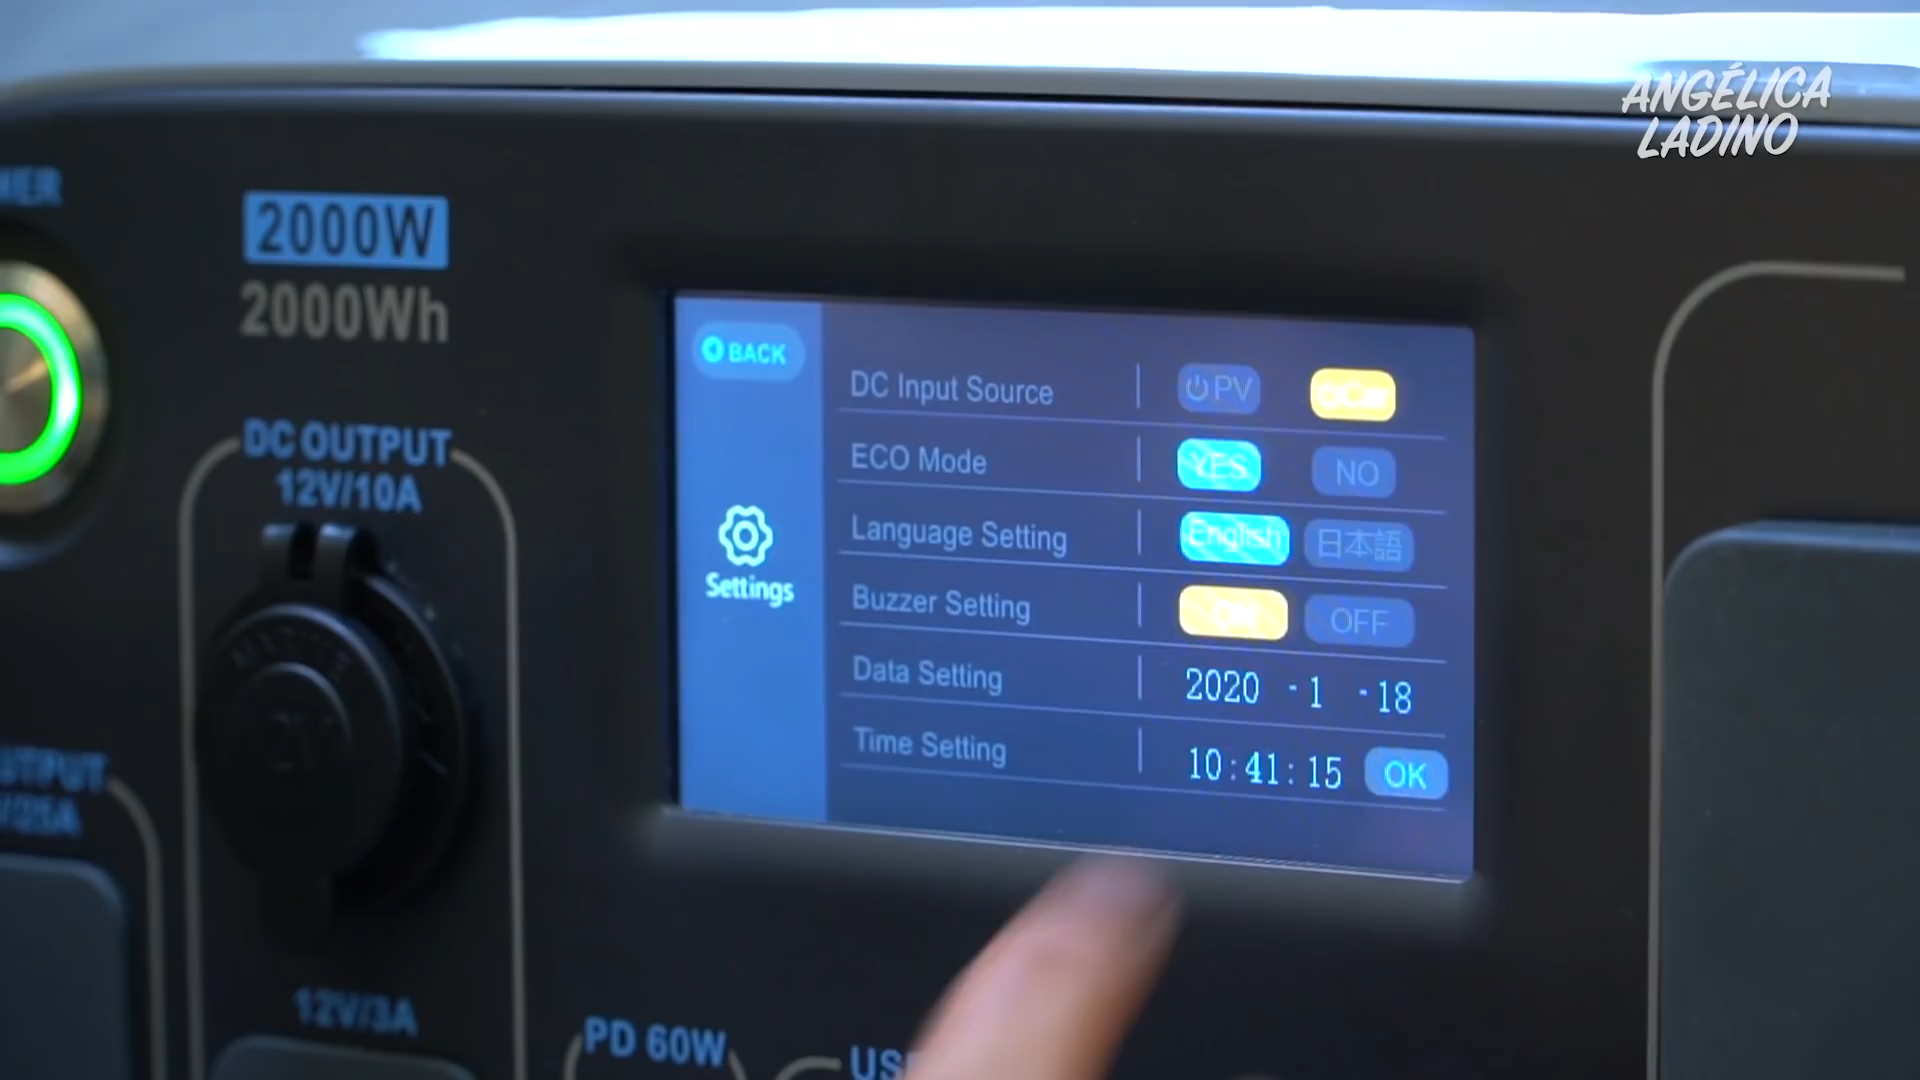 ANGÉLICA
LADINO
2000W
2000Wh
DC OUTPUT
12V/10A
12V/3A
PD 60W
BACK
Settings
DC Input Source PV
ECO Mode YES NO
Language Setting English 日本語
Buzzer Setting ON OFF
Data Setting 2020 - 1 - 18
Time Setting 10:41:15 OK